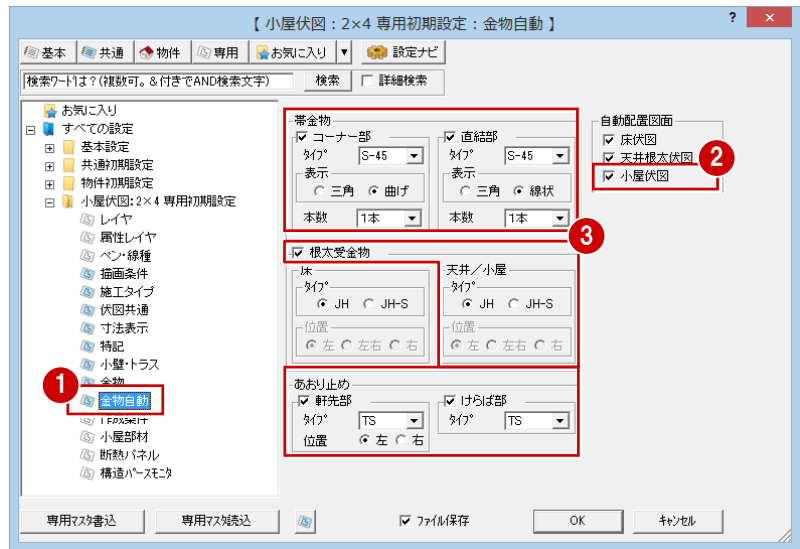 【 小屋伏図：2×4 専用初期設定：金物自動 】
? ×
基本 共通 物件 専用 お気に入り ▼ 設定ナビ
検索ワードは？(複数可。＆付きでAND検索文字) 検索 詳細検索
お気に入り
すべての設定
基本設定
共通初期設定
物件初期設定
小屋伏図:2×4 専用初期設定
レイヤ
属性レイヤ
ペン・線種
描画条件
施工タイプ
伏図共通
寸法表示
特記
小壁・トラス
金物
1
金物自動
作成条件
小屋部材
断熱パネル
構造パースモニタ
帯金物
コーナー部 直結部
タイプ S-45 タイプ S-45
表示 表示
三角 曲げ 三角 線状
本数 1本 本数 1本
3
根太受金物
床 天井／小屋
タイプ タイプ
JH JH-S JH JH-S
位置 位置
左 左右 右 左 左右 右
あおり止め
軒先部 けらば部
タイプ TS タイプ TS
位置 左 右
自動配置図面
床伏図
天井根太伏図
2
小屋伏図
専用マスタ書込 専用マスタ読込 ファイル保存 OK キャンセル